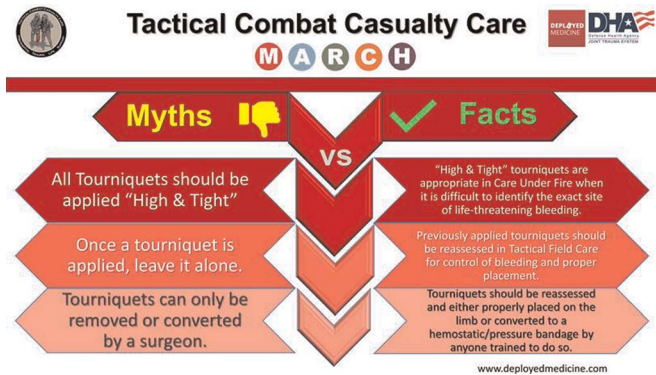 Tactical Combat Casualty Care
DEPLOYED
MEDICINE
DHA
Defense Health Agency
JOINT TRAUMA SYSTEM
M A R C H
Myths
VS
Facts
All Tourniquets should be
applied “High & Tight”
“High & Tight” tourniquets are
appropriate in Care Under Fire when
it is difficult to identify the exact site
of life-threatening bleeding.
Once a tourniquet is
applied, leave it alone.
Previously applied tourniquets should
be reassessed in Tactical Field Care
for control of bleeding and proper
placement.
Tourniquets can only be
removed or converted
by a surgeon.
Tourniquets should be reassessed
and either properly placed on the
limb or converted to a
hemostatic/pressure bandage by
anyone trained to do so.
www.deployedmedicine.com